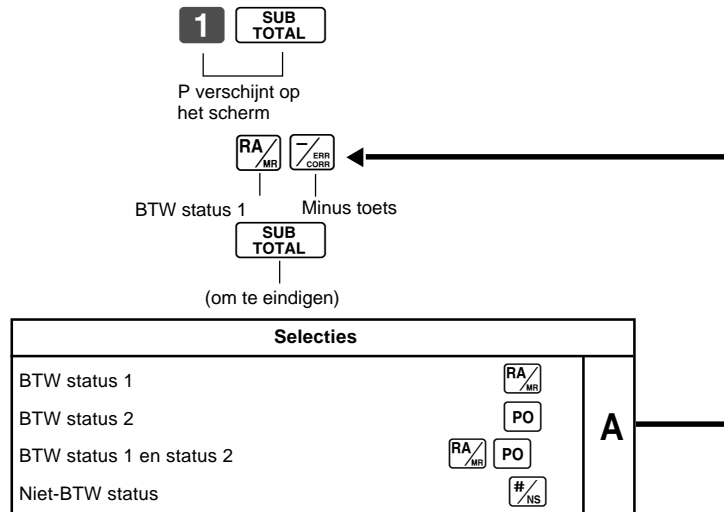 1 SUB TOTAL
P verschijnt op
het scherm
RA/MR −/ERR CORR
BTW status 1 Minus toets
SUB TOTAL
(om te eindigen)
Selecties
BTW status 1 RA/MR
BTW status 2 PO
A
BTW status 1 en status 2 RA/MR PO
Niet-BTW status #/NS